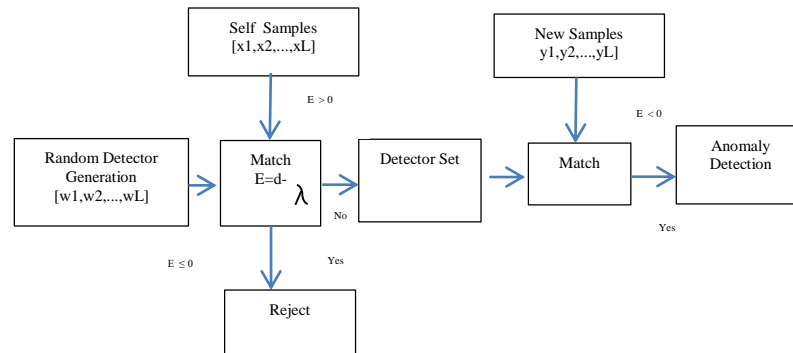 Self Samples
[x1,x2,...,xL]
New Samples
y1,y2,...,yL]
E > 0
E < 0
Random Detector
Generation
[w1,w2,...,wL]
Match
E=d-
λ
Detector Set
Match
Anomaly
Detection
No
Yes
E ≤ 0
Yes
Reject